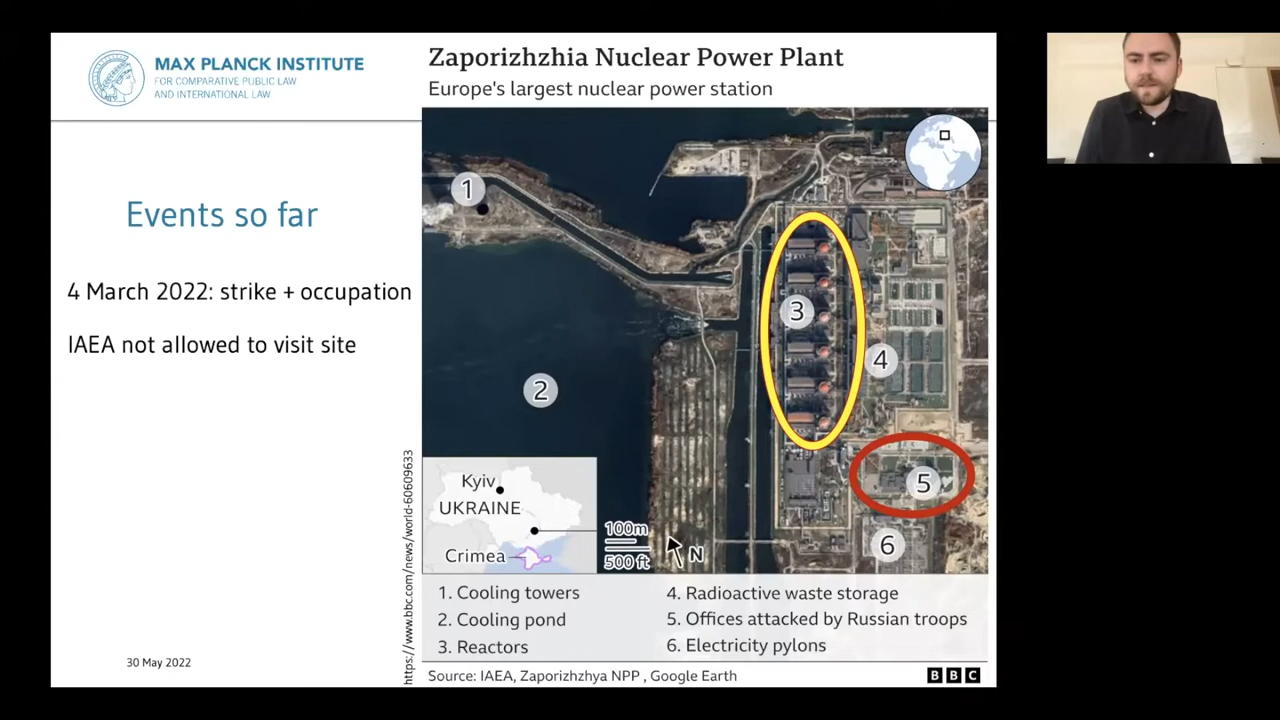 MAX PLANCK INSTITUTE
FOR COMPARATIVE PUBLIC LAW
AND INTERNATIONAL LAW
Events so far
4 March 2022: strike + occupation
IAEA not allowed to visit site
30 May 2022
https://www.bbc.com/news/world-60609633
Zaporizhzhia Nuclear Power Plant
Europe's largest nuclear power station
1
2
3
4
5
6
Kyiv
UKRAINE
Crimea
100m
500 ft
N
1. Cooling towers
2. Cooling pond
3. Reactors
4. Radioactive waste storage
5. Offices attacked by Russian troops
6. Electricity pylons
Source: IAEA, Zaporizhzhya NPP , Google Earth
BBC